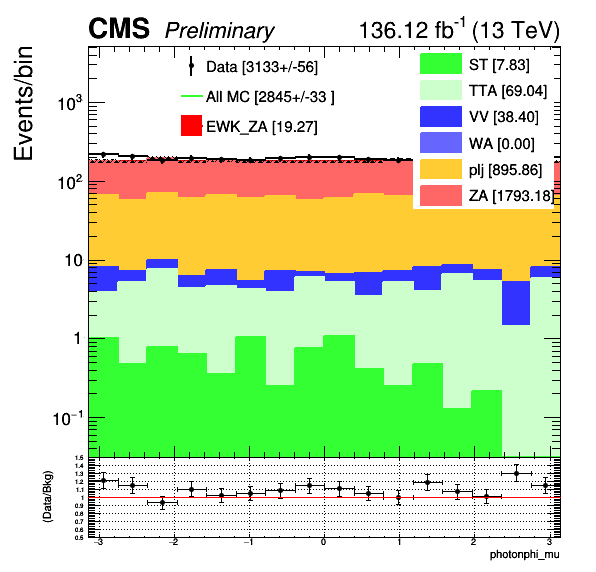 CMS Preliminary 136.12 fb⁻¹ (13 TeV)
Events/bin
Data [3133+/-56]
All MC [2845+/-33 ]
EWK_ZA [19.27]
ST [7.83]
TTA [69.04]
VV [38.40]
WA [0.00]
plj [895.86]
ZA [1793.18]
10³
10²
10
1
10⁻¹
(Data/Bkg)
1.5
1.4
1.3
1.2
1.1
1
0.9
0.8
0.7
0.6
0.5
−3 −2 −1 0 1 2 3
photonphi_mu